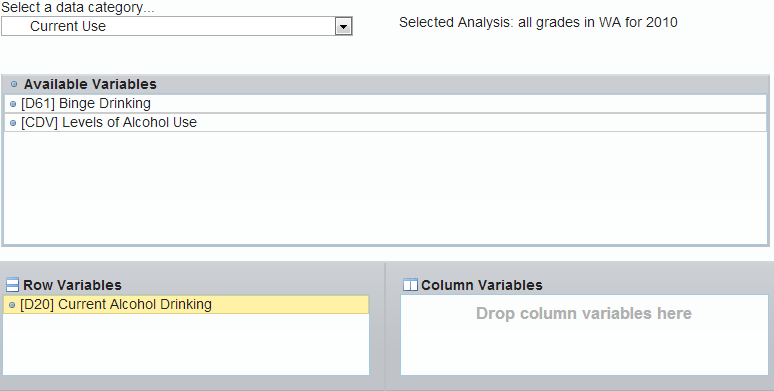 Select a data category...
Current Use
Selected Analysis: all grades in WA for 2010
Available Variables
[D61] Binge Drinking
[CDV] Levels of Alcohol Use
Row Variables
[D20] Current Alcohol Drinking
Column Variables
Drop column variables here